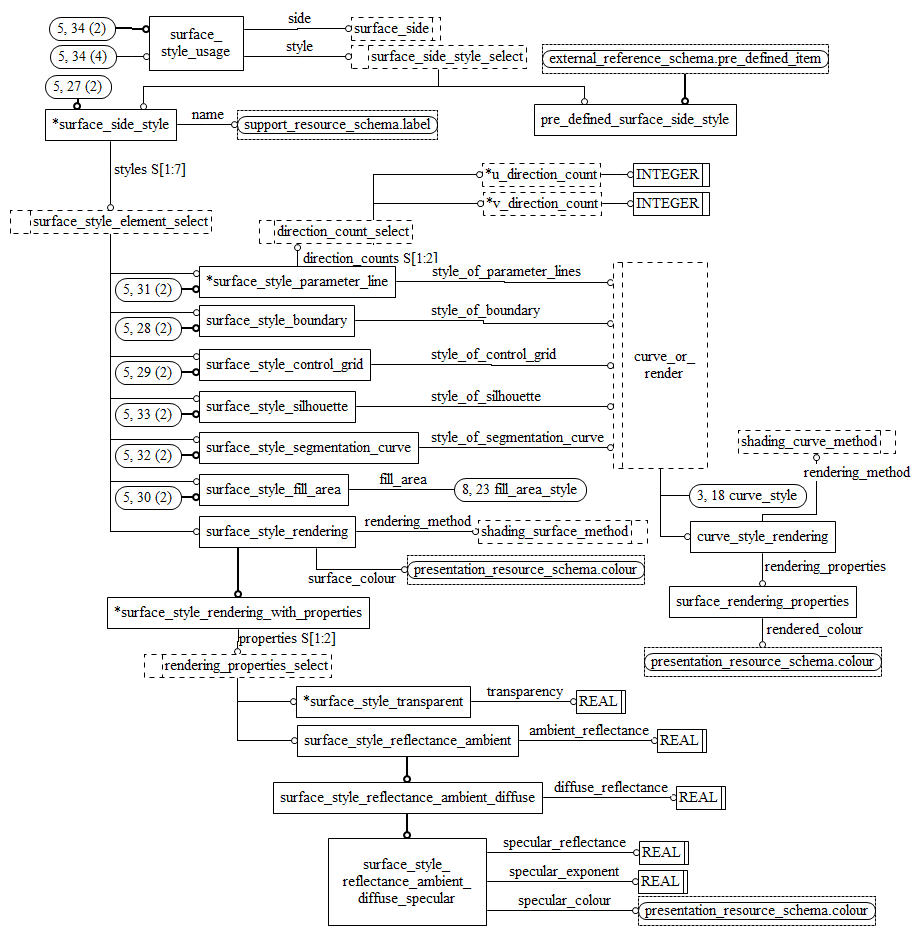 5, 34 (2)
5, 34 (4)
5, 27 (2)
surface_
style_usage
side
surface_side
style
surface_side_style_select
external_reference_schema.pre_defined_item
*surface_side_style
name
support_resource_schema.label
pre_defined_surface_side_style
styles S[1:7]
*u_direction_count
INTEGER
*v_direction_count
INTEGER
surface_style_element_select
direction_count_select
direction_counts S[1:2]
*surface_style_parameter_line
style_of_parameter_lines
5, 31 (2)
surface_style_boundary
style_of_boundary
5, 28 (2)
surface_style_control_grid
style_of_control_grid
5, 29 (2)
curve_or_
render
surface_style_silhouette
style_of_silhouette
5, 33 (2)
surface_style_segmentation_curve
style_of_segmentation_curve
5, 32 (2)
shading_curve_method
rendering_method
surface_style_fill_area
fill_area
8, 23 fill_area_style
5, 30 (2)
3, 18 curve_style
surface_style_rendering
rendering_method
shading_surface_method
curve_style_rendering
surface_colour
presentation_resource_schema.colour
rendering_properties
*surface_style_rendering_with_properties
surface_rendering_properties
properties S[1:2]
rendered_colour
rendering_properties_select
presentation_resource_schema.colour
*surface_style_transparent
transparency
REAL
surface_style_reflectance_ambient
ambient_reflectance
REAL
surface_style_reflectance_ambient_diffuse
diffuse_reflectance
REAL
surface_style_
reflectance_ambient_
diffuse_specular
specular_reflectance
REAL
specular_exponent
REAL
specular_colour
presentation_resource_schema.colour